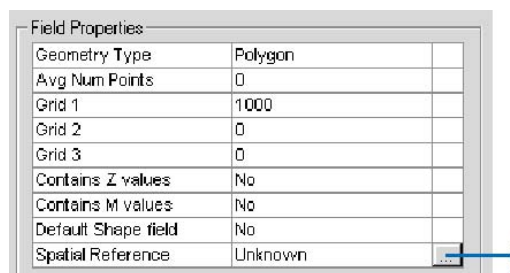 Field Properties
Geometry Type Polygon
Avg Num Points 0
Grid 1 1000
Grid 2 0
Grid 3 0
Contains Z values No
Contains M values No
Default Shape field No
Spatial Reference Unknown ...